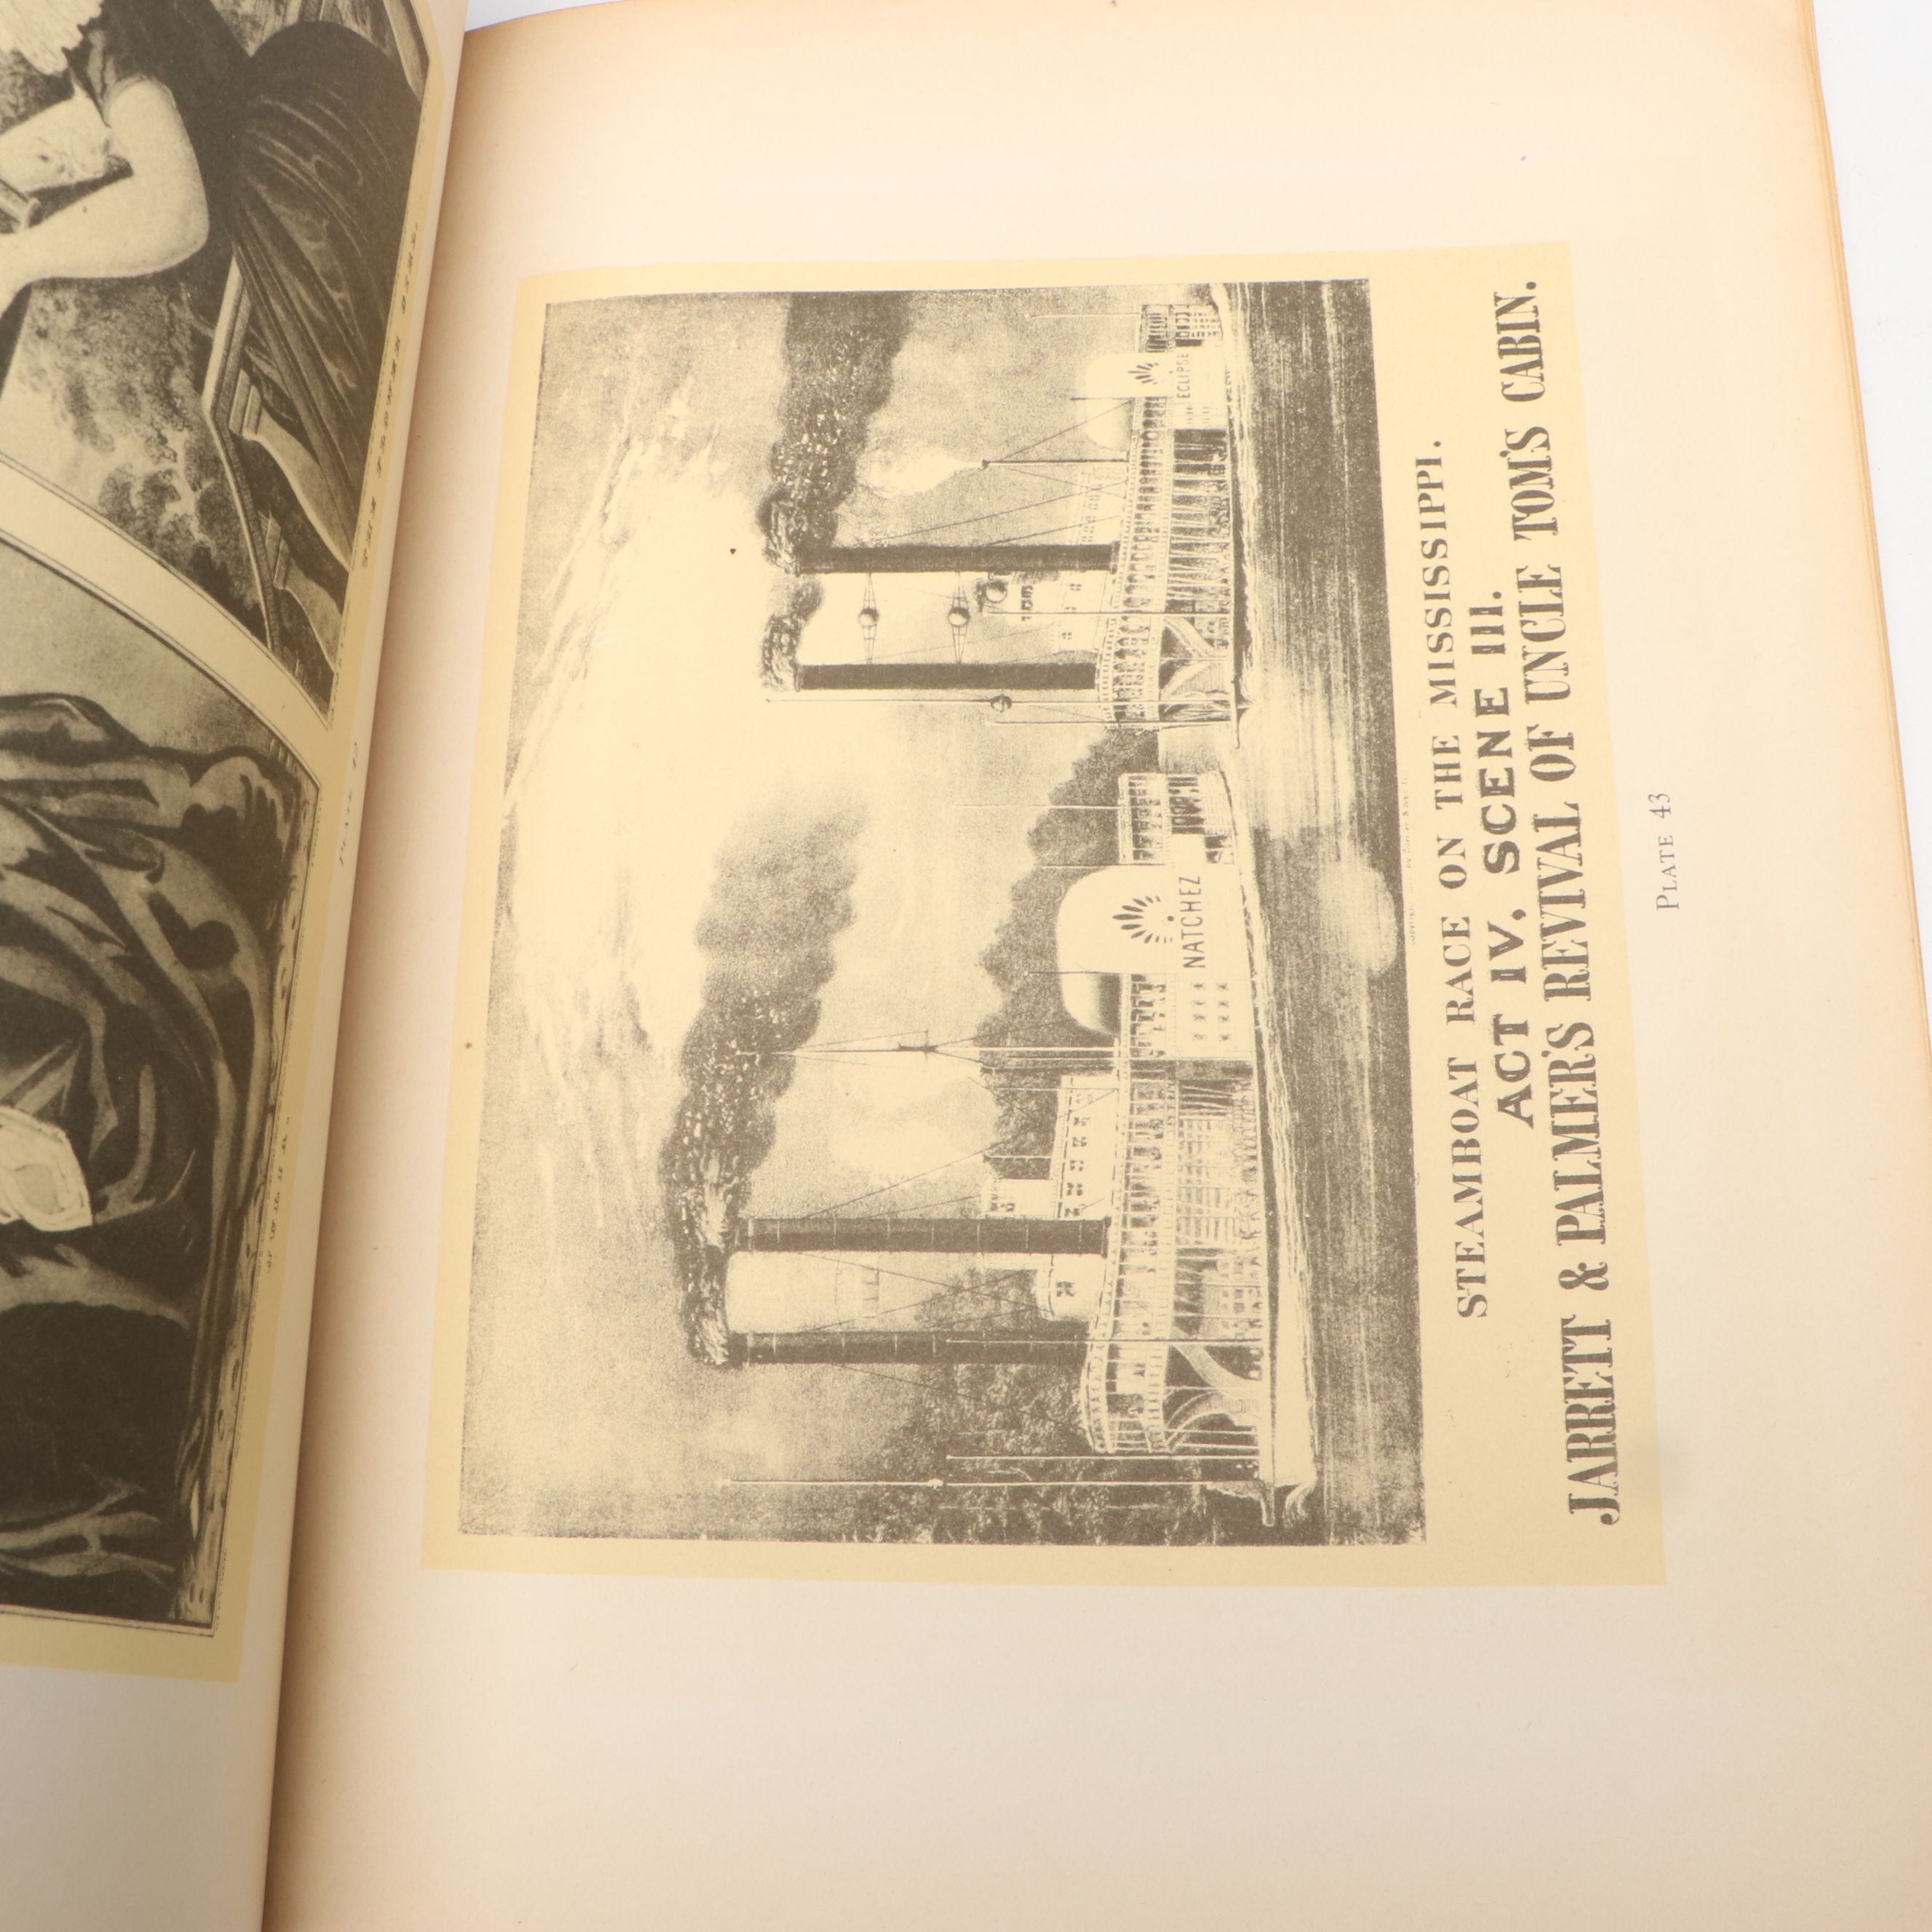 ECLIPSE
NATCHEZ
STEAMBOAT RACE ON THE MISSISSIPPI.
ACT IV, SCENE III.
JARRETT & PALMER'S REVIVAL OF UNCLE TOM'S CABIN.
PLATE 43